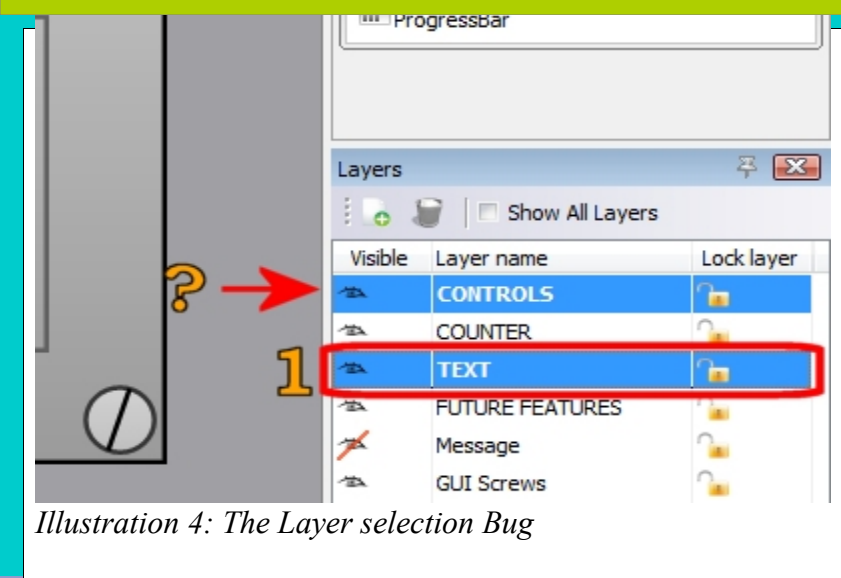 ProgressBar
Layers
Show All Layers
Visible Layer name Lock layer
? CONTROLS
COUNTER
1 TEXT
FUTURE FEATURES
Message
GUI Screws
Illustration 4: The Layer selection Bug